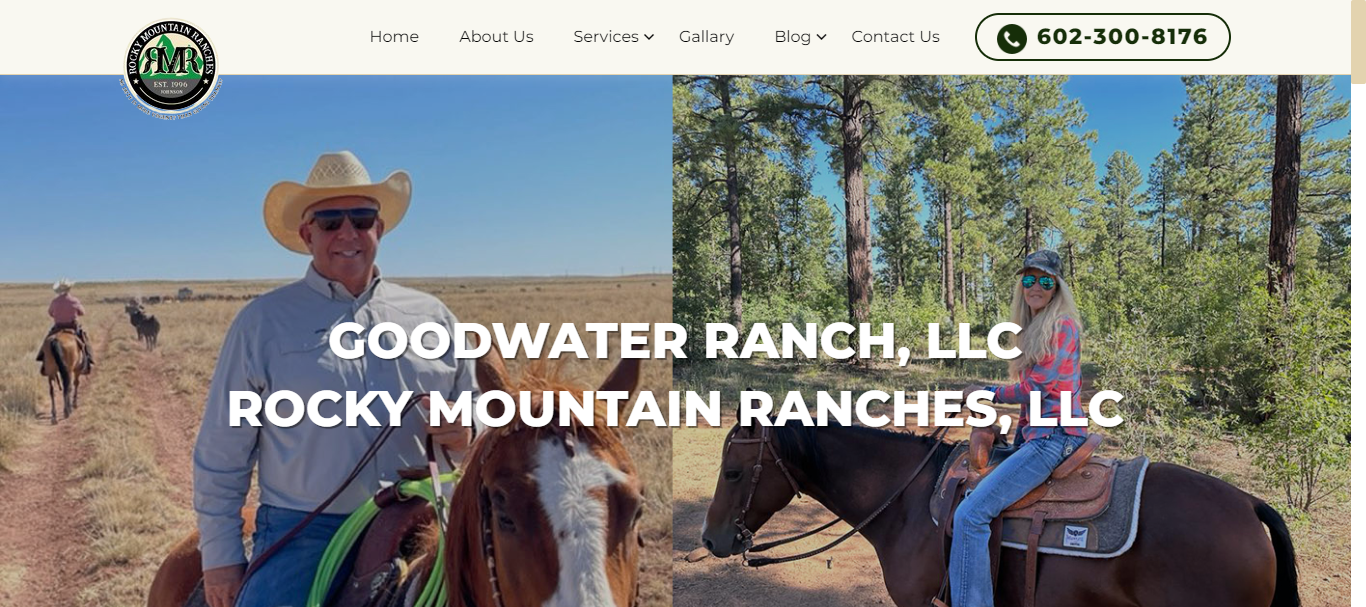 Home About Us Services Gallary Blog Contact Us 602-300-8176
ROCKY MOUNTAIN RANCHES
RMR
EST. 1996
JOHNSON
GOODWATER RANCH, LLC
ROCKY MOUNTAIN RANCHES, LLC